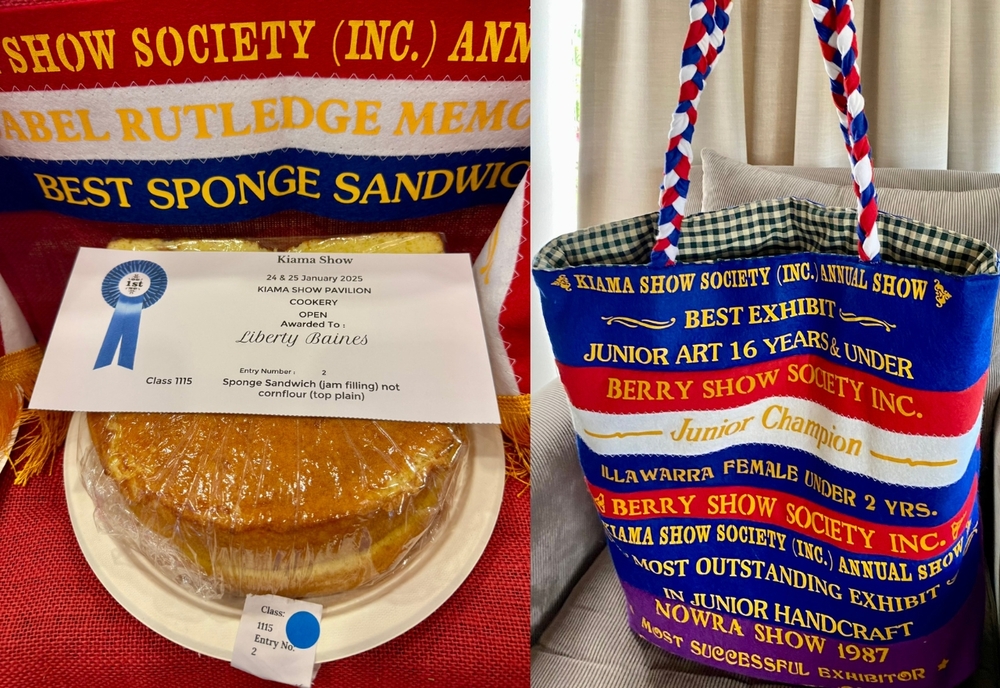 SHOW SOCIETY (INC.) ANN
ABEL RUTLEDGE MEMO
BEST SPONGE SANDWIC
Kiama Show
24 & 25 January 2025
KIAMA SHOW PAVILION
COOKERY
OPEN
Awarded To :
Liberty Baines
Entry Number : 2
Class 1115
Sponge Sandwich (jam filling) not
cornflour (top plain)
1st
Class:
1115
Entry No:
2
KIAMA SHOW SOCIETY (INC.) ANNUAL SHOW
BEST EXHIBIT
JUNIOR ART 16 YEARS & UNDER
BERRY SHOW SOCIETY INC.
Junior Champion
ILLAWARRA FEMALE UNDER 2 YRS.
BERRY SHOW SOCIETY INC.
KIAMA SHOW SOCIETY (INC.) ANNUAL SHOW
MOST OUTSTANDING EXHIBIT
IN JUNIOR HANDCRAFT
NOWRA SHOW 1987
MOST SUCCESSFUL EXHIBITOR